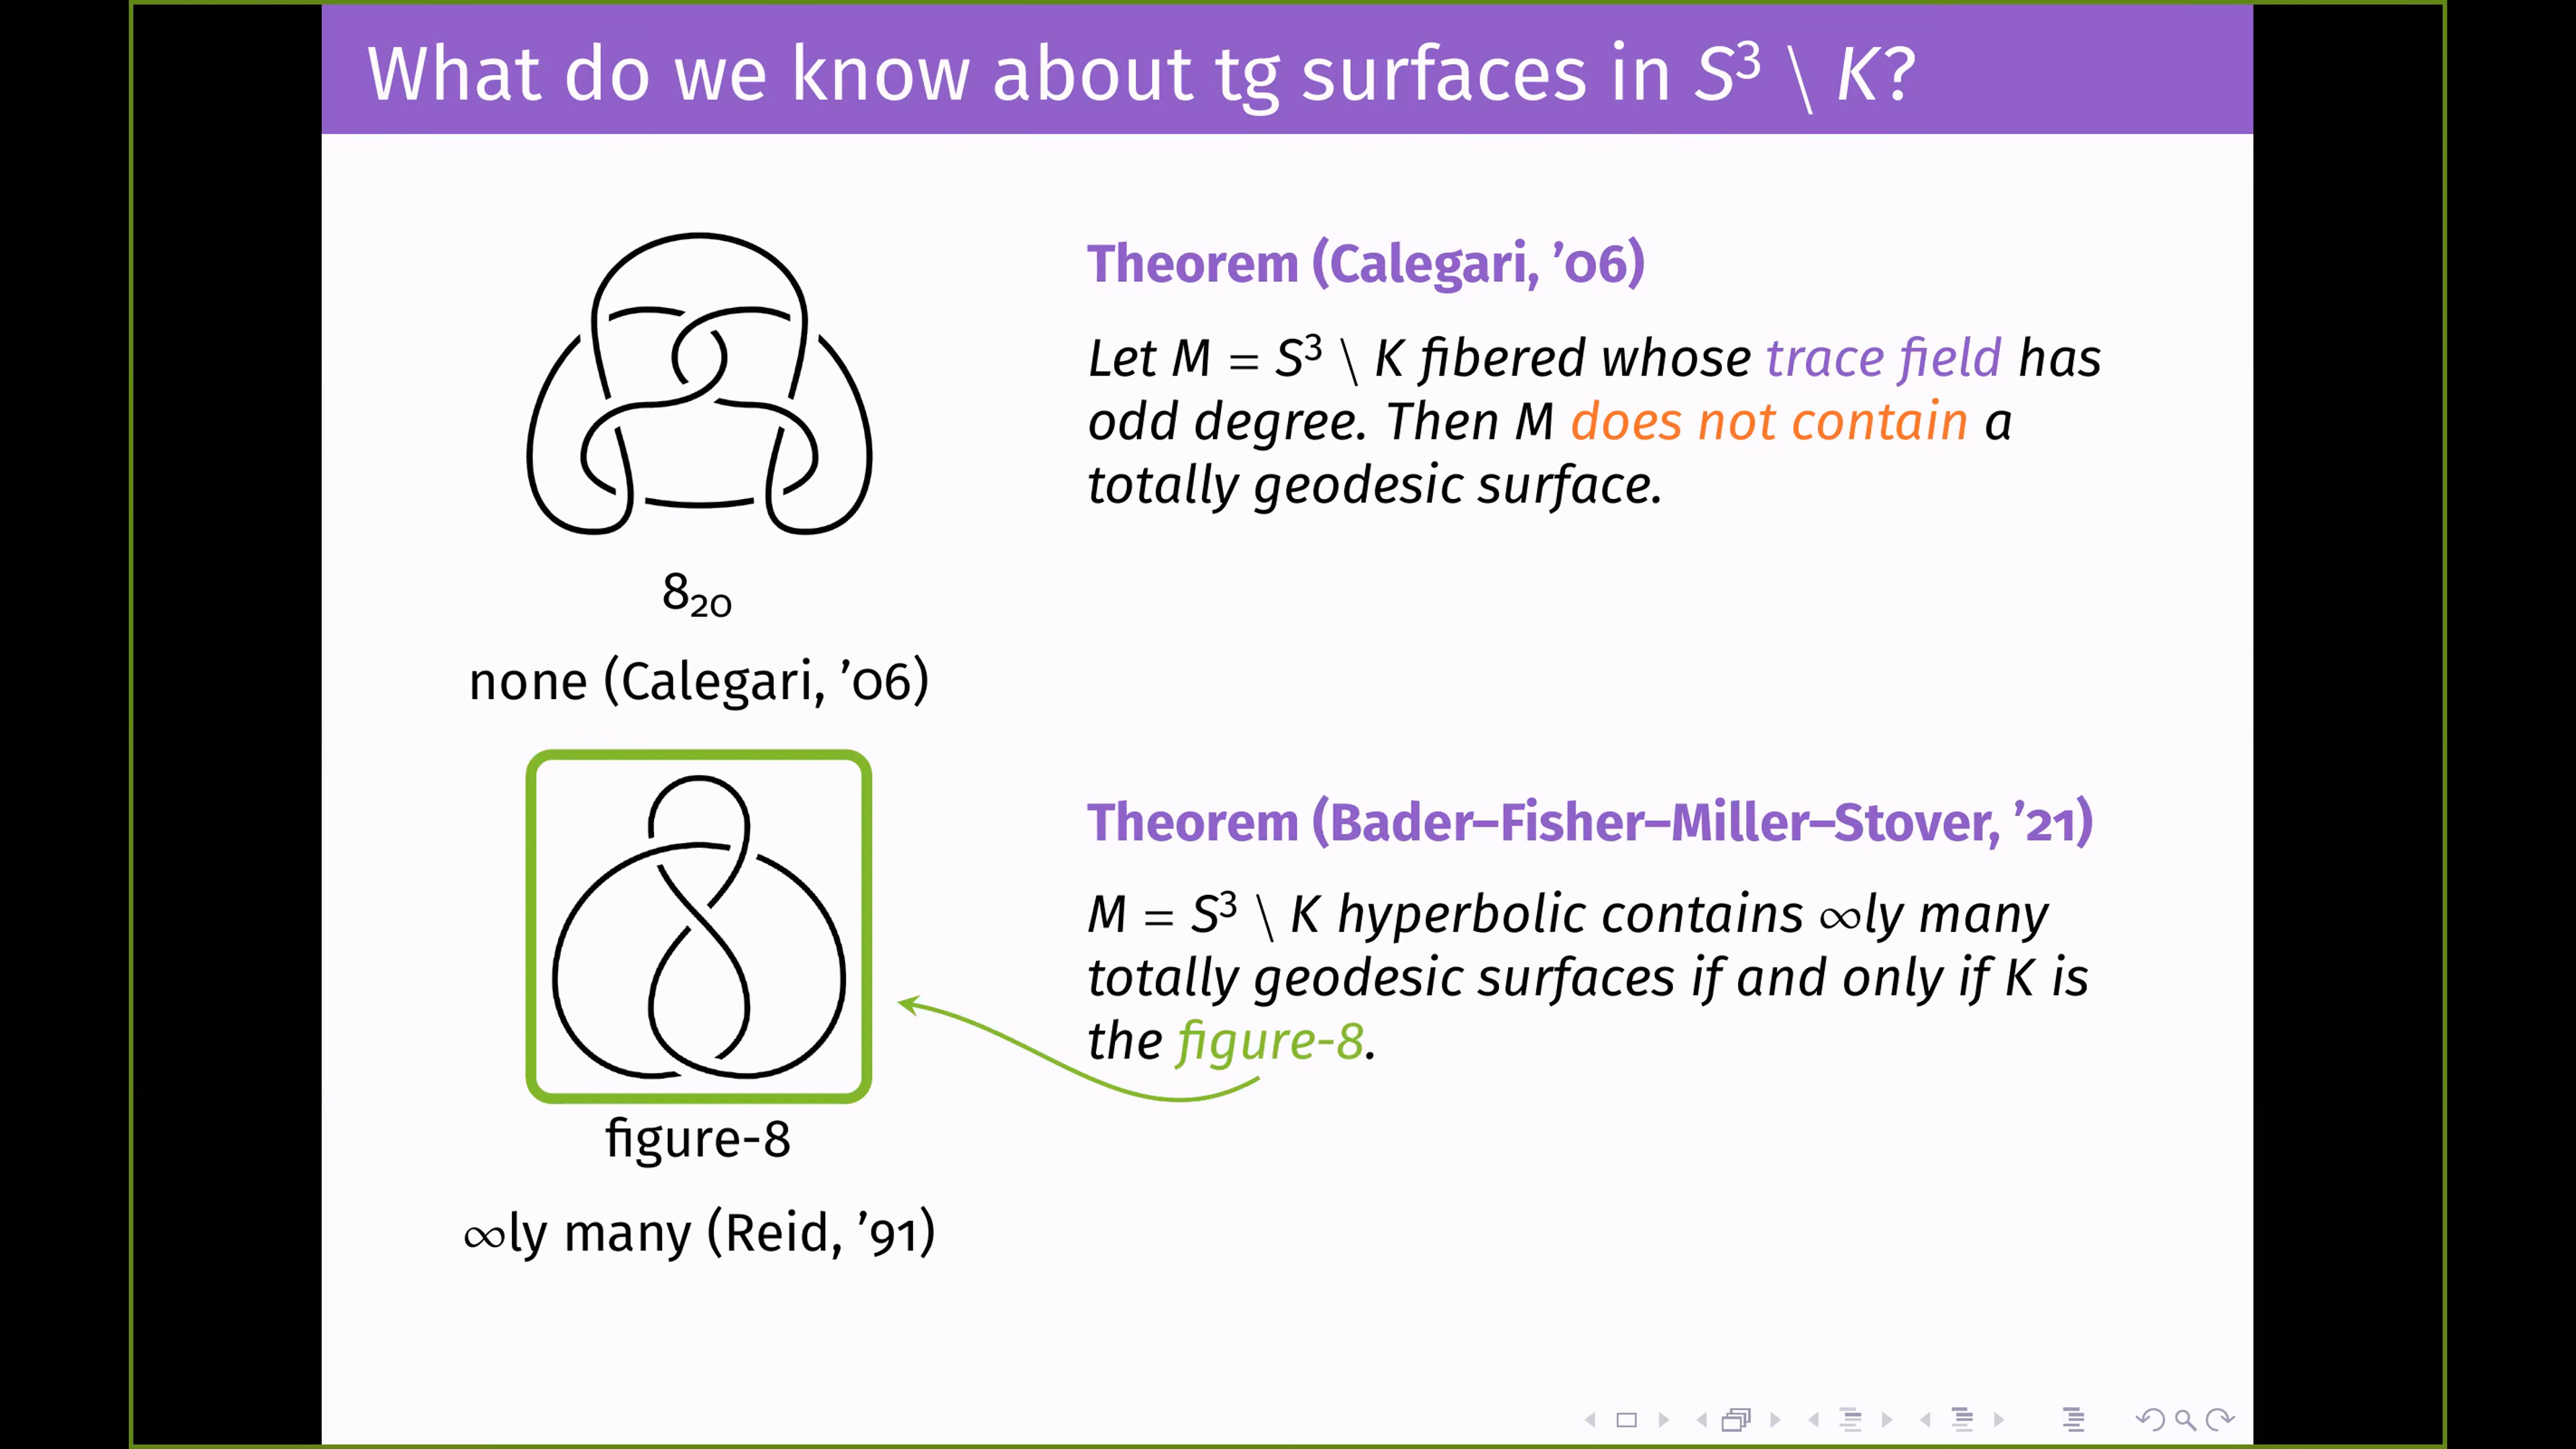 What do we know about tg surfaces in S³ \ K?
8₂₀
none (Calegari, ’06)
figure-8
∞ly many (Reid, ’91)
Theorem (Calegari, ’06)
Let M = S³ \ K fibered whose trace field has
odd degree. Then M does not contain a
totally geodesic surface.
Theorem (Bader–Fisher–Miller–Stover, ’21)
M = S³ \ K hyperbolic contains ∞ly many
totally geodesic surfaces if and only if K is
the figure-8.